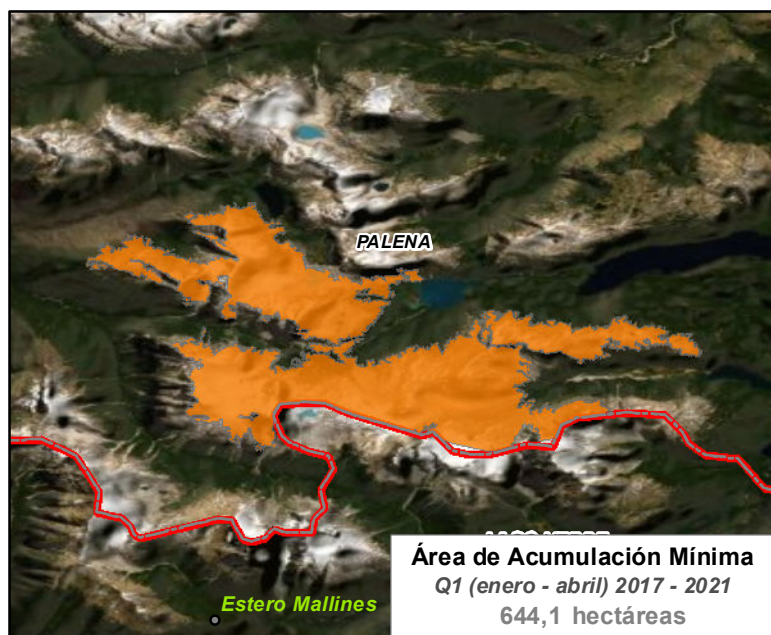 PALENA
Estero Mallines
Área de Acumulación Mínima
Q1 (enero - abril) 2017 - 2021
644,1 hectáreas